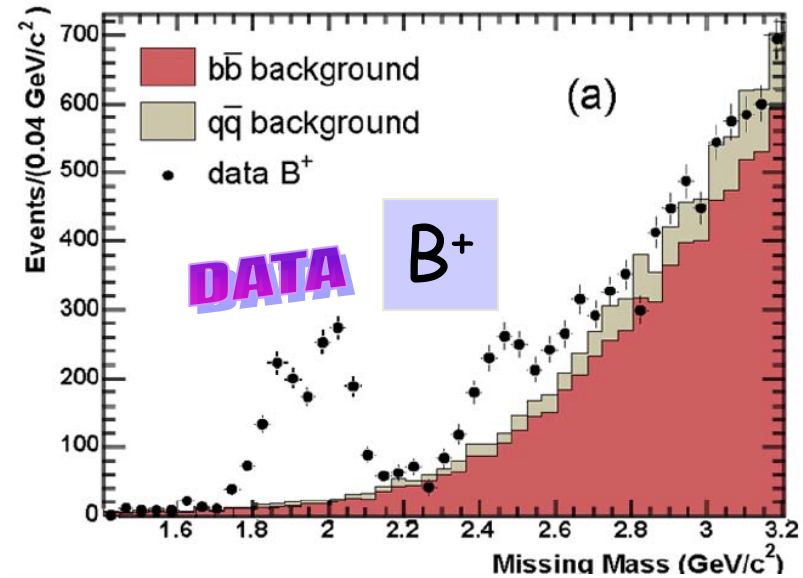 Events/(0.04 GeV/c²)
700
600
500
400
300
200
100
0
bb̅ background
qq̅ background
data B⁺
(a)
DATA
B⁺
1.6 1.8 2 2.2 2.4 2.6 2.8 3 3.2
Missing Mass (GeV/c²)